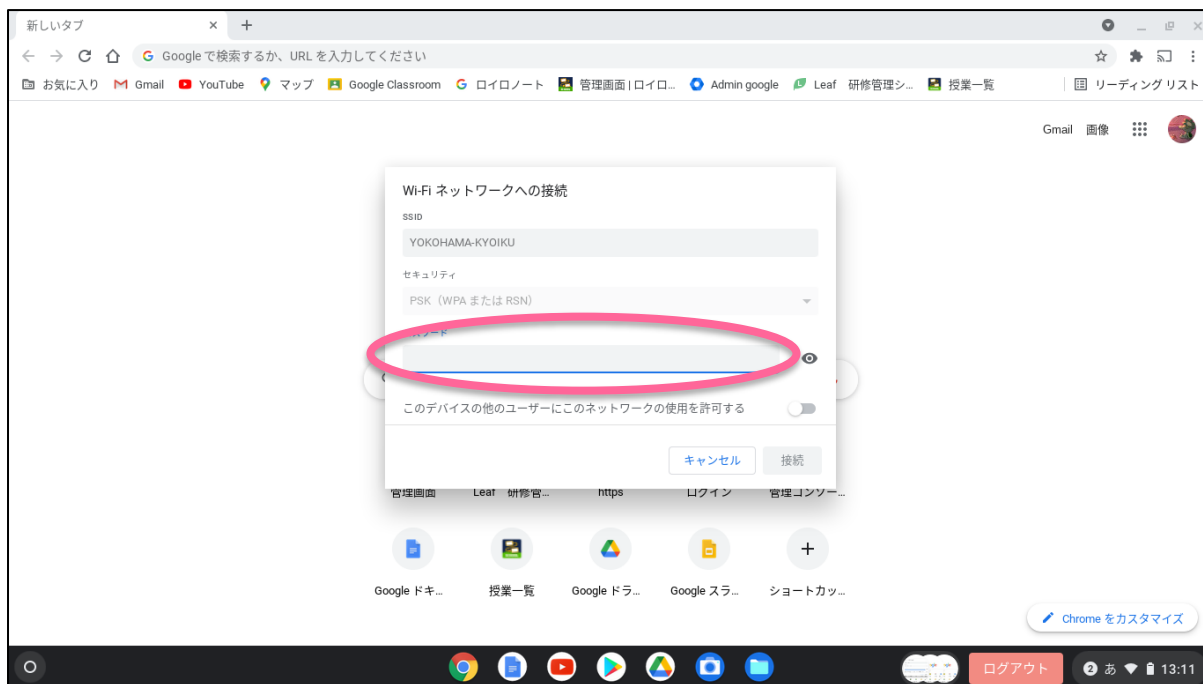 新しいタブ
Google で検索するか、URL を入力してください
お気に入り Gmail YouTube マップ Google Classroom ロイロノート 管理画面 | ロイロ... Admin google Leaf 研修管理シ... 授業一覧 リーディング リスト
Gmail 画像
Wi-Fi ネットワークへの接続
SSID
YOKOHAMA-KYOIKU
セキュリティ
PSK（WPA または RSN）
スワード
このデバイスの他のユーザーにこのネットワークの使用を許可する
キャンセル 接続
管理画面 Leaf 研修管... https ログイン 管理コンソー...
Google ドキ... 授業一覧 Google ドラ... Google スラ... ショートカッ...
Chrome をカスタマイズ
ログアウト 2 あ 13:11